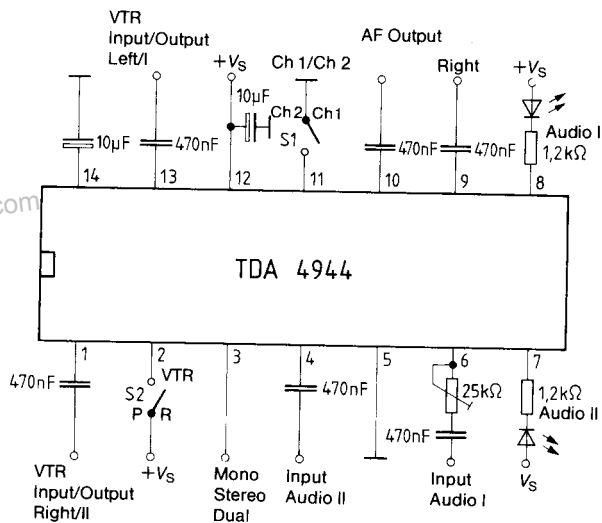 VTR
Input/Output
Left/I
+Vs
Ch 1/Ch 2
AF Output
Right
+Vs
10µF
Ch2
Ch1
Audio I
10µF
470nF
S1
470nF
470nF
1,2kΩ
14
13
12
11
10
9
8
com
TDA 4944
1
2
3
4
5
6
7
470nF
S2
VTR
P
R
470nF
25kΩ
1,2kΩ
Audio II
470nF
VTR
Input/Output
Right/II
+Vs
Mono
Stereo
Dual
Input
Audio II
Input
Audio I
Vs